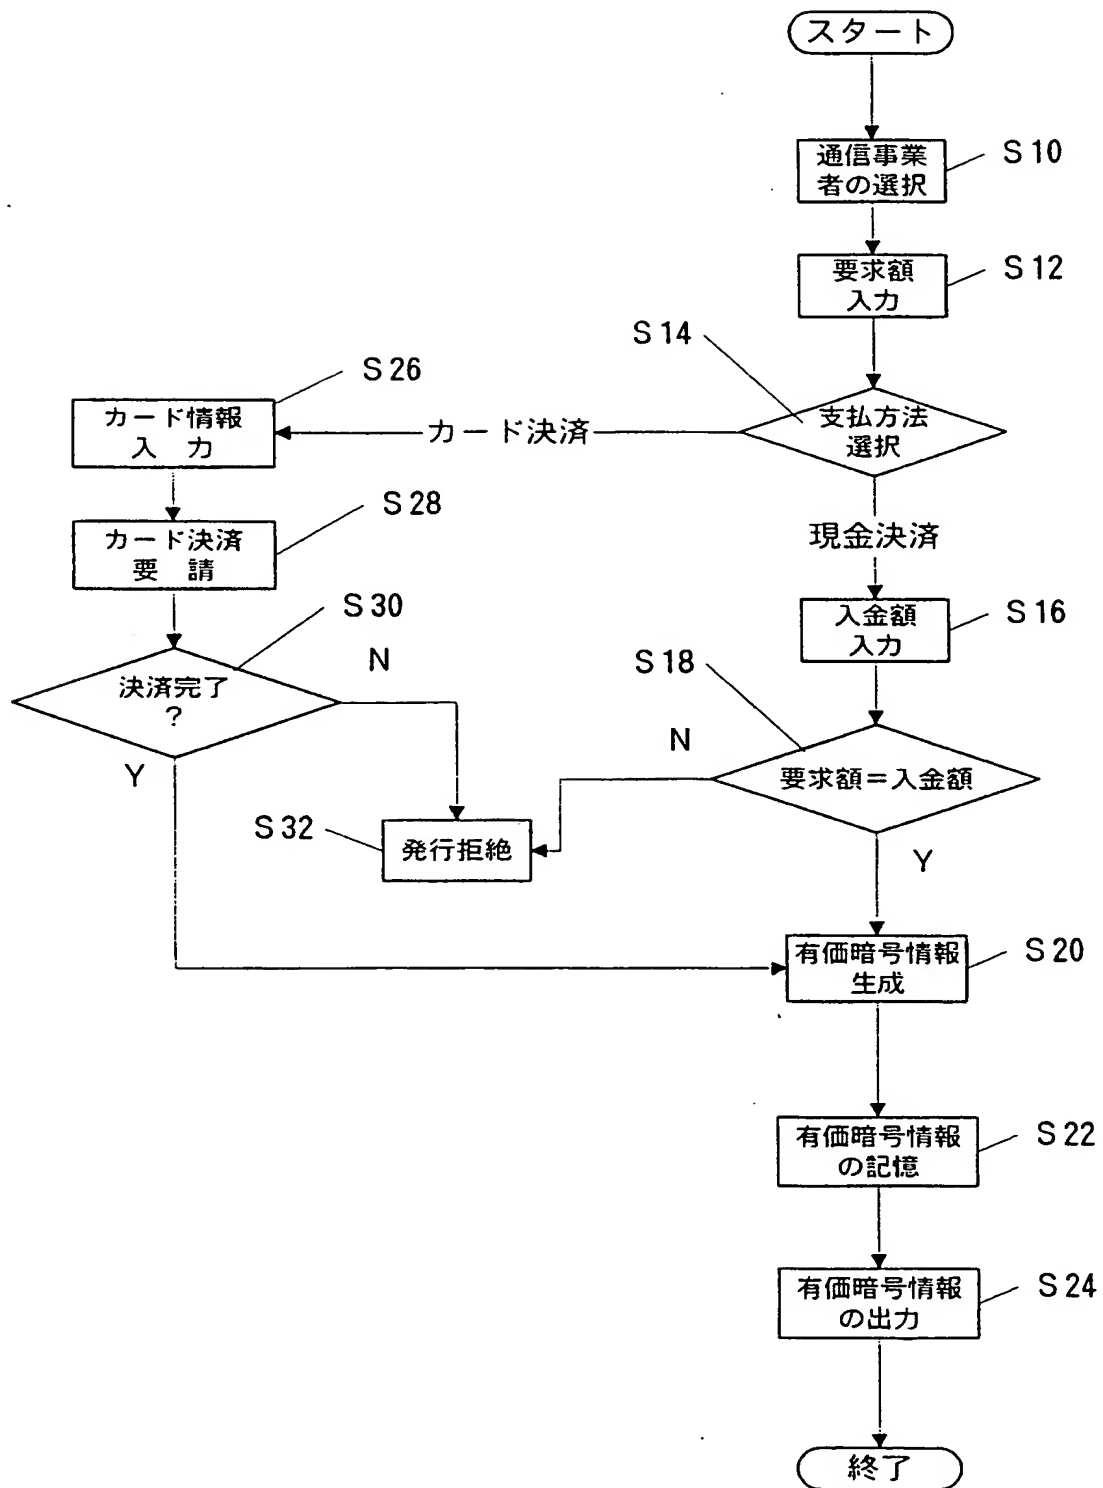 スタート
通信事業
者の選択
S10
要求額
入力
S12
S14
支払方法
選択
カード決済
S26
カード情報
入 力
S28
カード決済
要 請
現金決済
S30
決済完了
?
N
Y
入金額
入力
S16
S18
要求額=入金額
N
Y
S32
発行拒絶
有価暗号情報
生成
S20
有価暗号情報
の記憶
S22
有価暗号情報
の出力
S24
終了